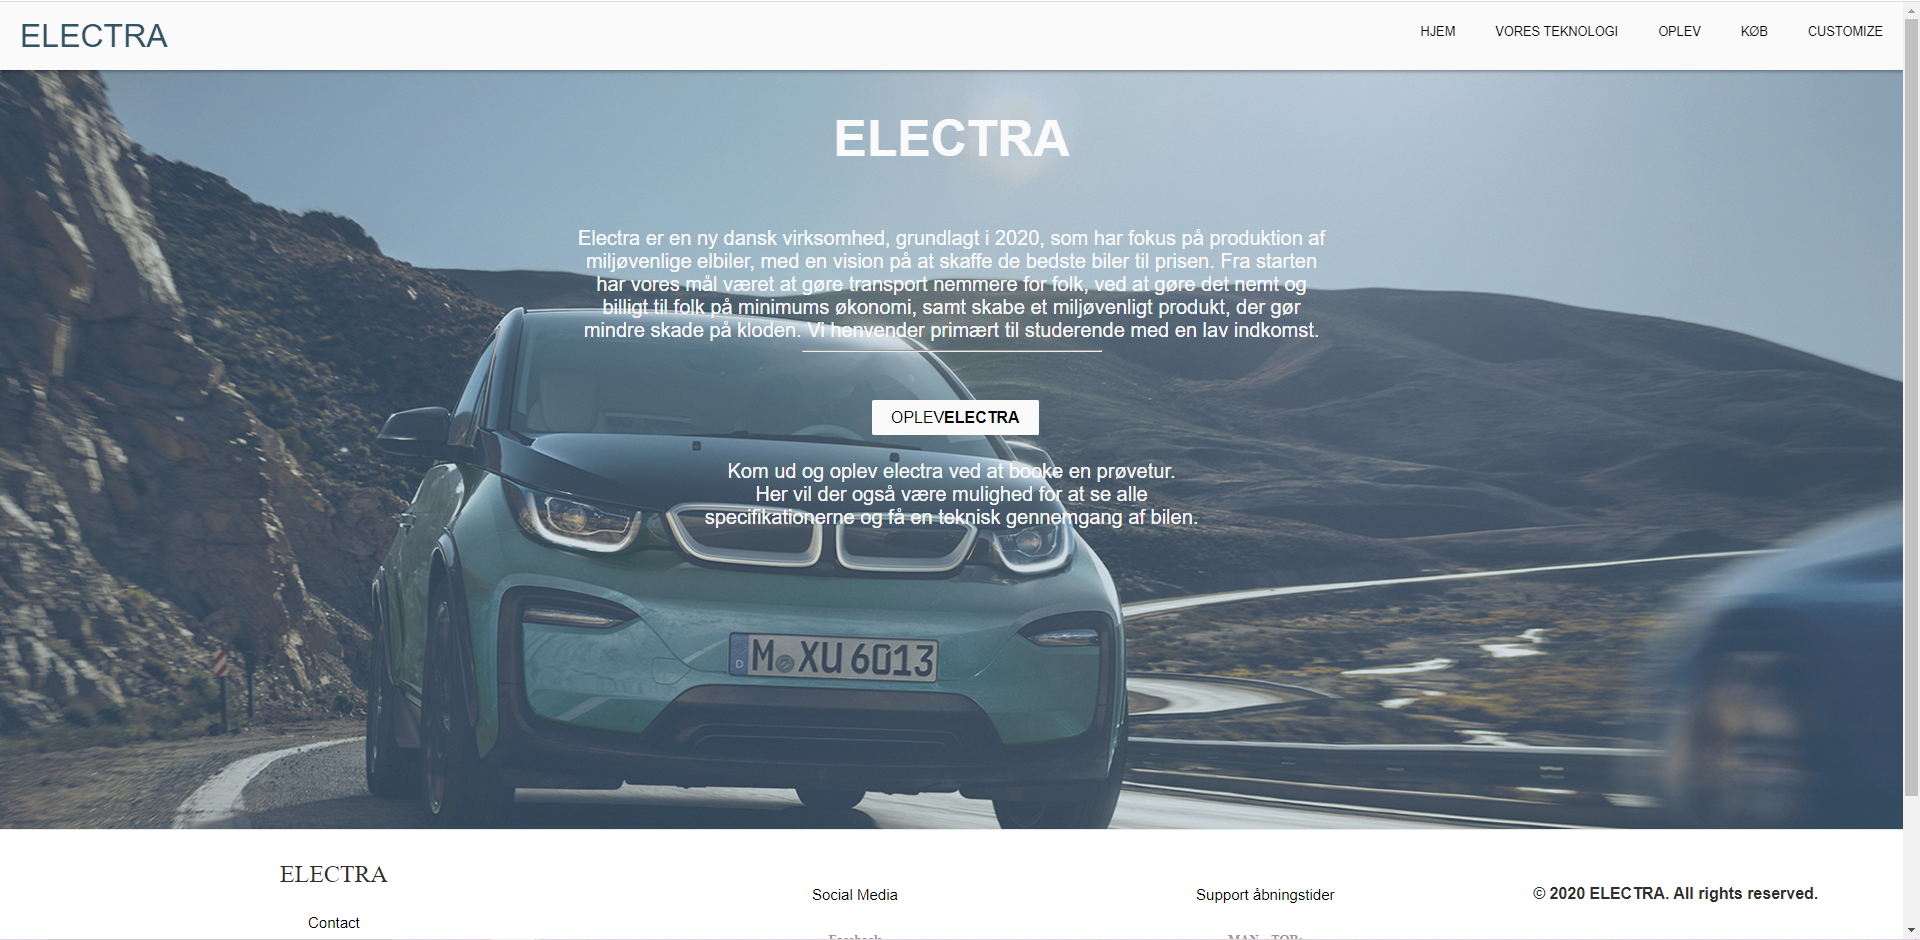 ELECTRA
HJEM VORES TEKNOLOGI OPLEV KØB CUSTOMIZE
ELECTRA
Electra er en ny dansk virksomhed, grundlagt i 2020, som har fokus på produktion af
miljøvenlige elbiler, med en vision på at skaffe de bedste biler til prisen. Fra starten
har vores mål været at gøre transport nemmere for folk, ved at gøre det nemt og
billigt til folk på minimums økonomi, samt skabe et miljøvenligt produkt, der gør
mindre skade på kloden. Vi henvender primært til studerende med en lav indkomst.
OPLEVELECTRA
Kom ud og oplev electra ved at booke en prøvetur.
Her vil der også være mulighed for at se alle
specifikationerne og få en teknisk gennemgang af bilen.
D M XU 6013
ELECTRA
Contact
Social Media
Support åbningstider
© 2020 ELECTRA. All rights reserved.